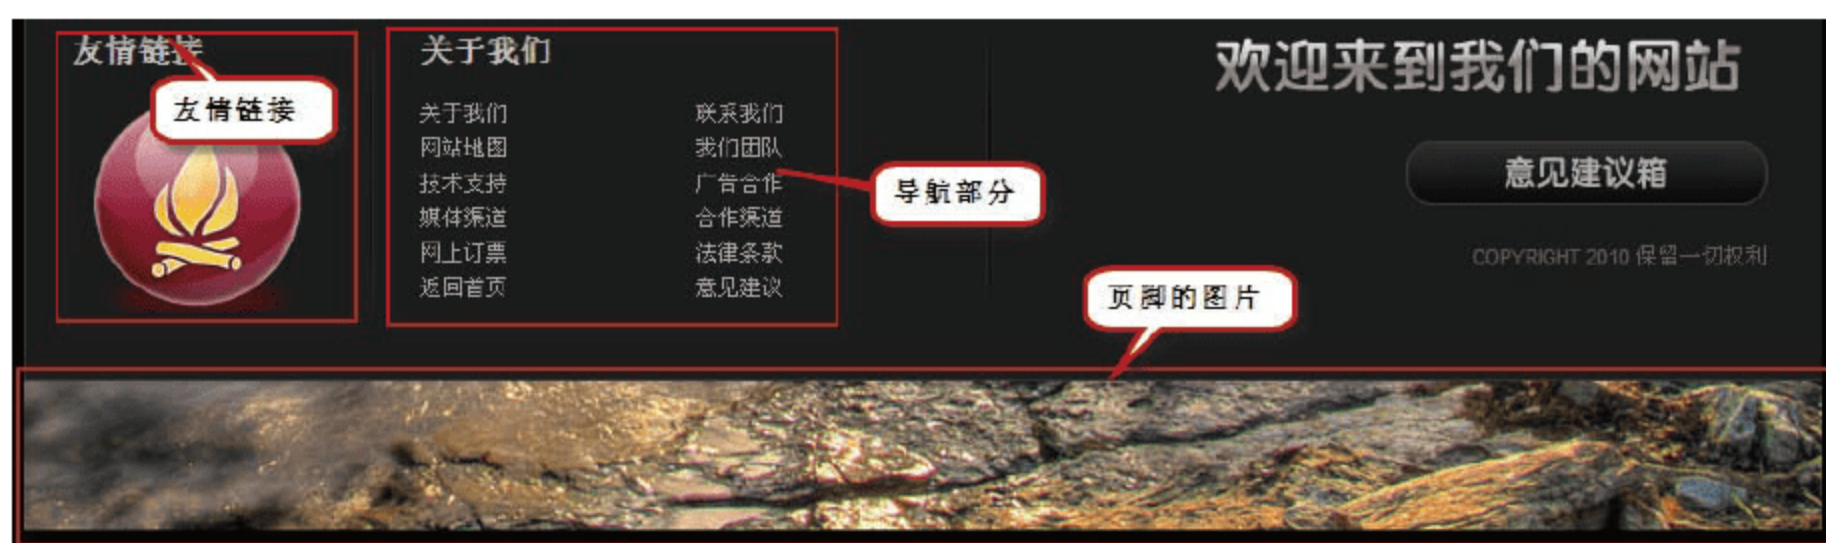 友情链接
友情链接
关于我们
关于我们
网站地图
技术支持
媒体渠道
网上订票
返回首页
联系我们
我们团队
广告合作
合作渠道
法律条款
意见建议
导航部分
欢迎来到我们的网站
意见建议箱
COPYRIGHT 2010 保留一切权利
页脚的图片